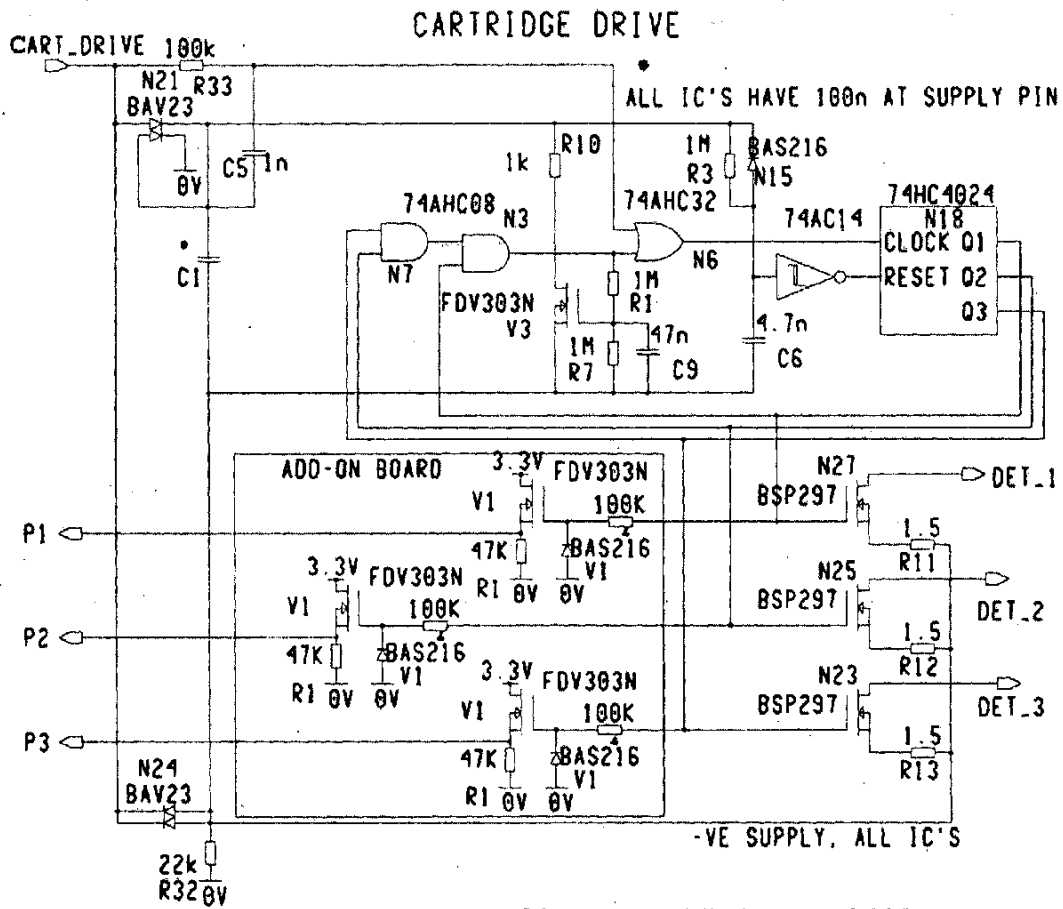 CARTRIDGE DRIVE
CART_DRIVE
100k
R33
ALL IC'S HAVE 100n AT SUPPLY PIN
N21
BAV23
0V
C5
1n
C1
R10
1k
1M
R3
BAS216
N15
74AHC08
N3
N7
74AHC32
N6
74AC14
74HC4024
N18
CLOCK Q1
RESET Q2
Q3
FDV303N
V3
1M
R1
1M
R7
47n
C9
4.7n
C6
ADD-ON BOARD
3.3V
FDV303N
V1
100K
P1
47K
R1
0V
BAS216
V1
0V
3.3V
FDV303N
V1
100K
P2
47K
R1
0V
BAS216
V1
0V
3.3V
FDV303N
V1
100K
P3
47K
R1
0V
BAS216
V1
0V
N27
BSP297
DET_1
1.5
R11
N25
BSP297
DET_2
1.5
R12
N23
BSP297
DET_3
1.5
R13
N24
BAV23
22k
R32
0V
-VE SUPPLY, ALL IC'S